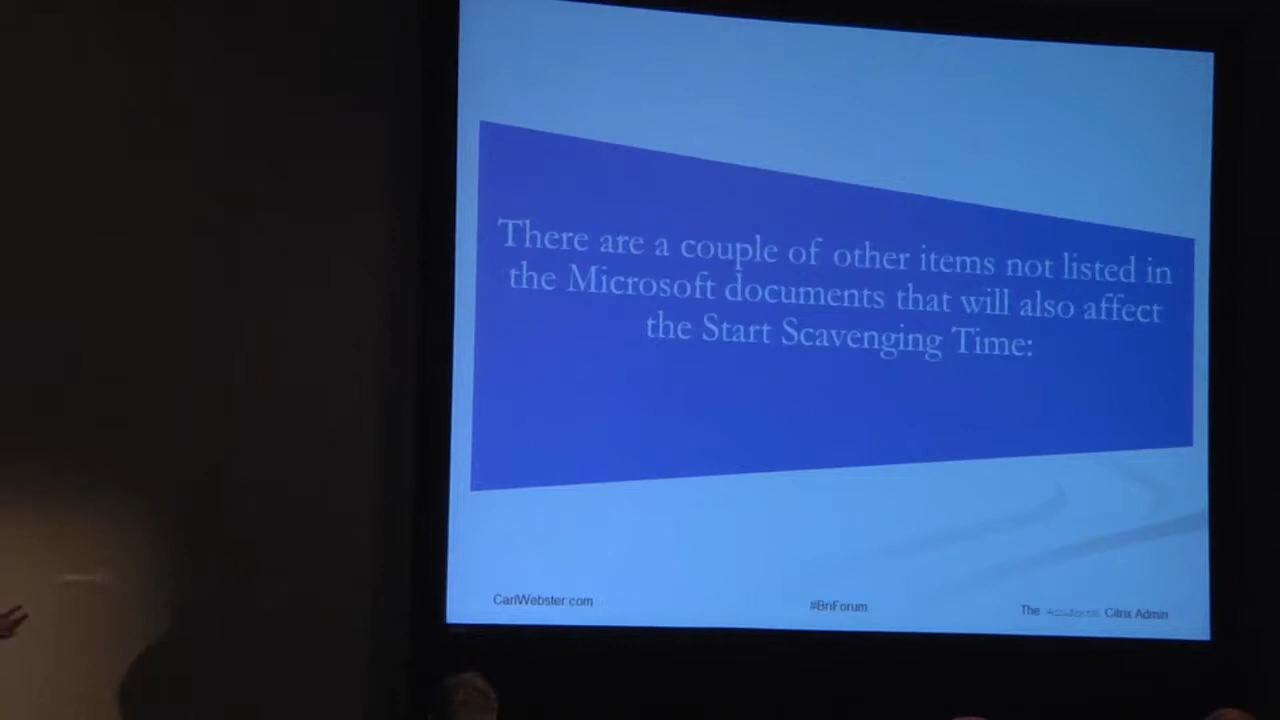 There are a couple of other items not listed in
the Microsoft documents that will also affect
the Start Scavenging Time:
CarlWebster.com
#BriForum
The Citrix Admin